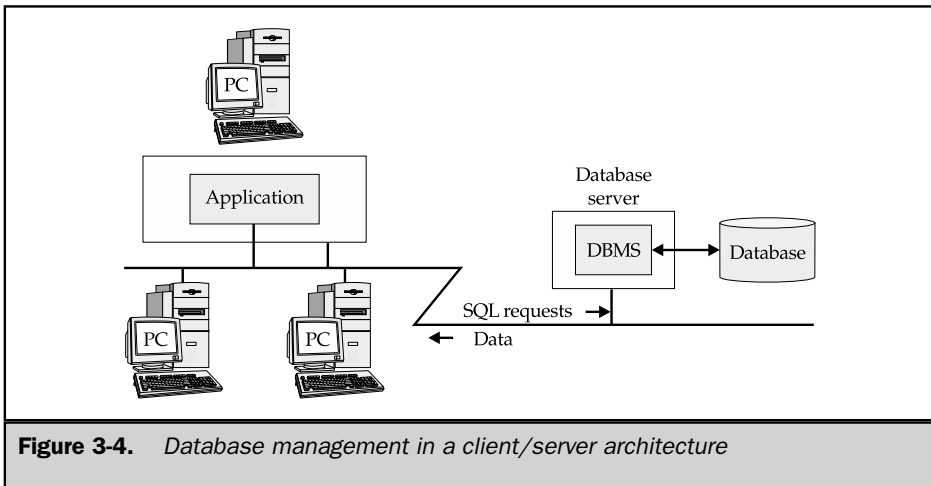 PC
Application
Database
server
DBMS
Database
PC
PC
SQL requests
Data
Figure 3-4. Database management in a client/server architecture